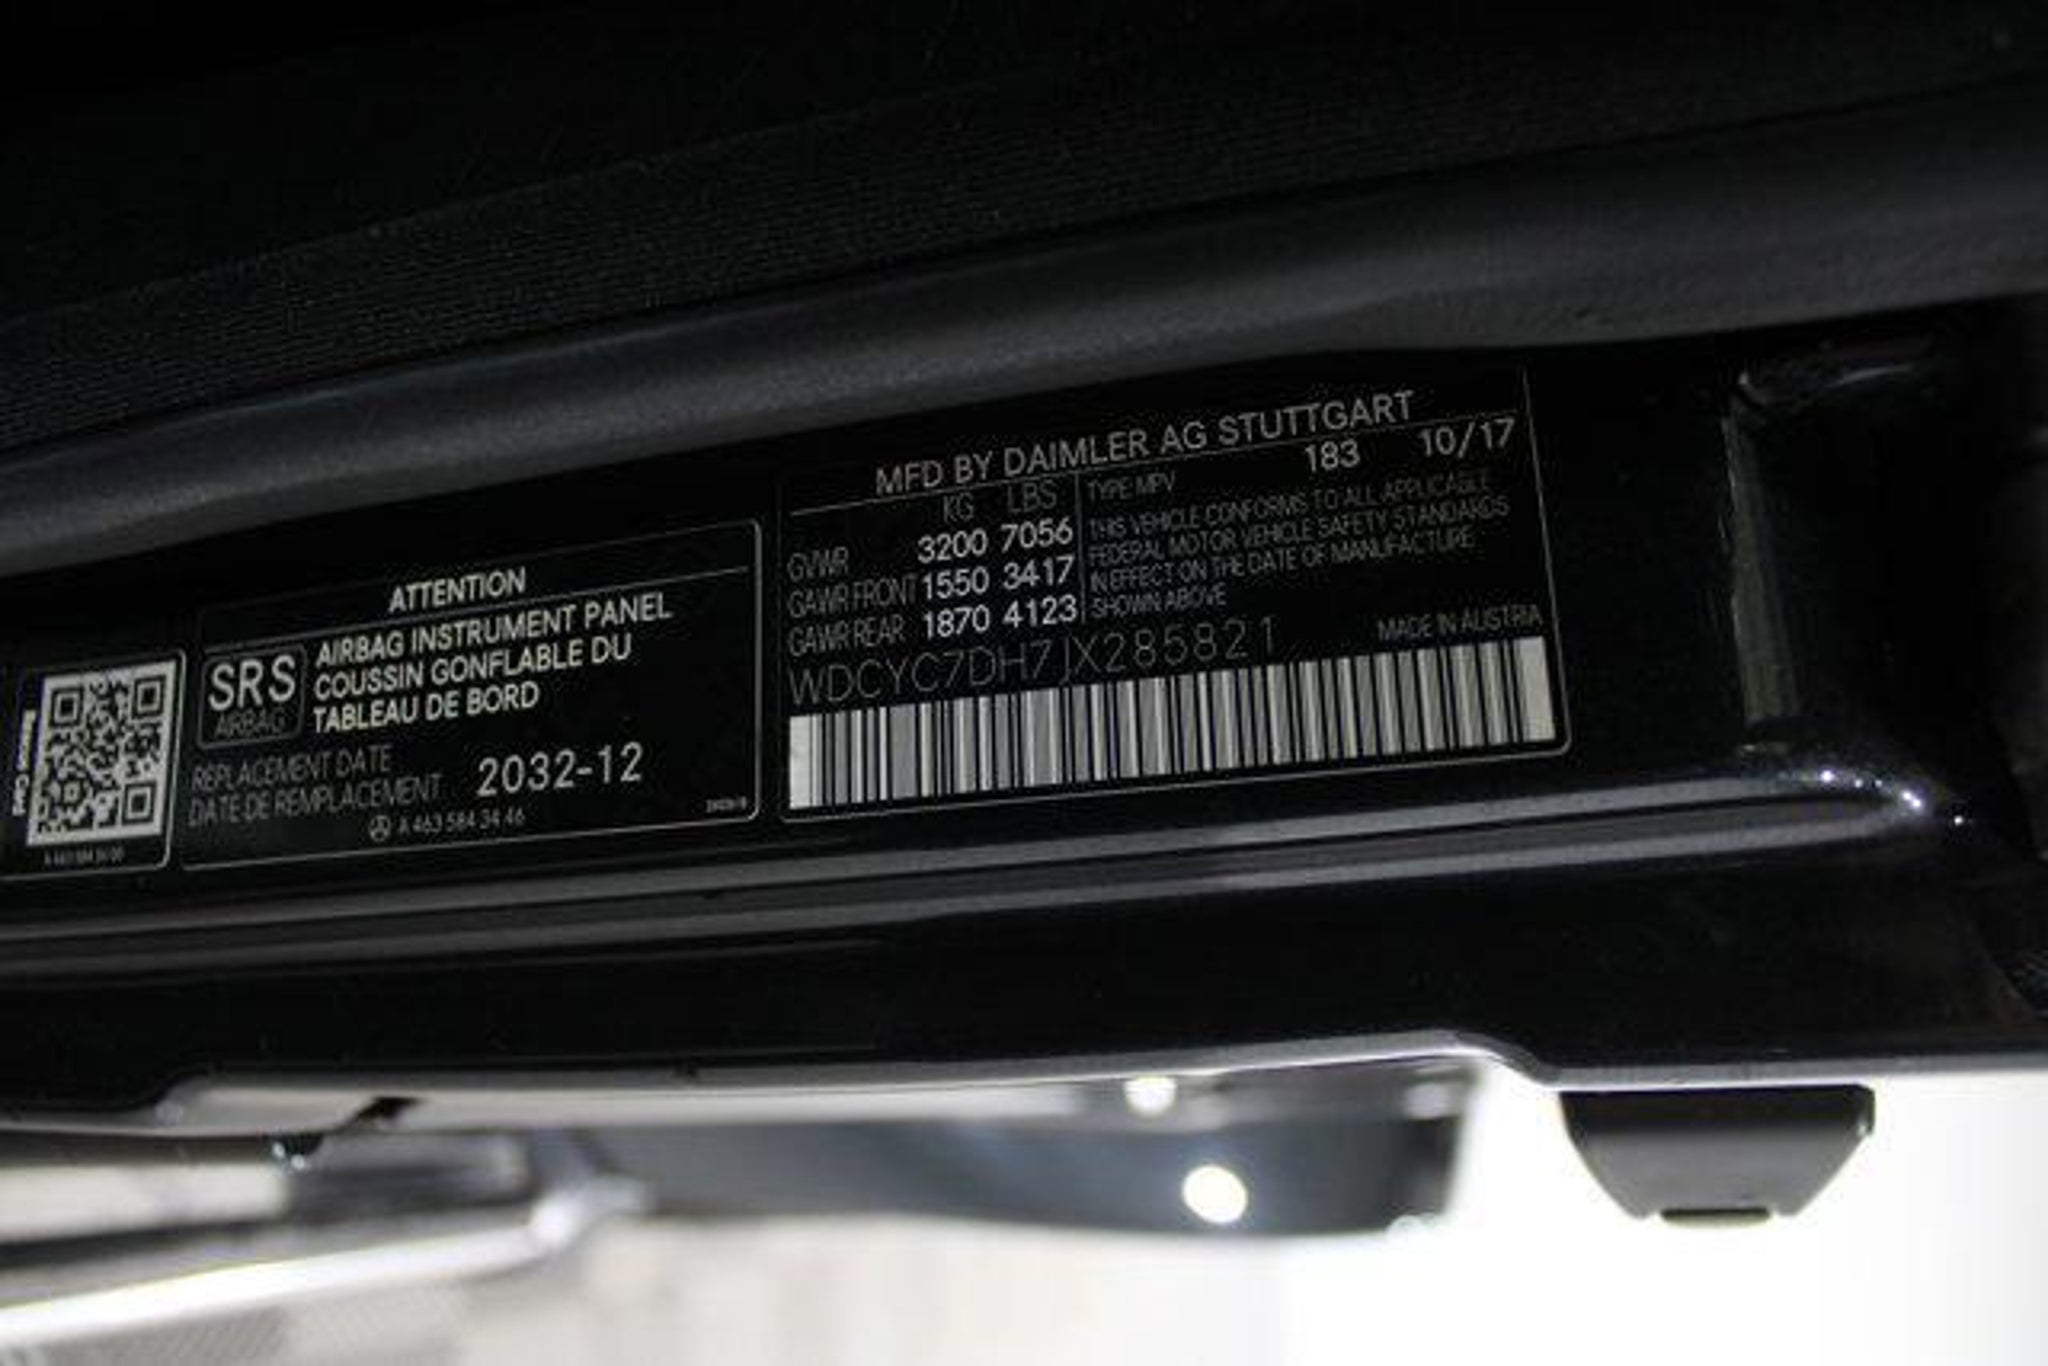 Rescue Card
ATTENTION
SRS
AIRBAG
AIRBAG INSTRUMENT PANEL
COUSSIN GONFLABLE DU
TABLEAU DE BORD
REPLACEMENT DATE
DATE DE REMPLACEMENT
2032-12
A 463 584 34 46
MFD BY DAIMLER AG STUTTGART
KG LBS
GVWR 3200 7056
GAWR FRONT 1550 3417
GAWR REAR 1870 4123
TYPE MPV 183 10/17
THIS VEHICLE CONFORMS TO ALL APPLICABLE
FEDERAL MOTOR VEHICLE SAFETY STANDARDS
IN EFFECT ON THE DATE OF MANUFACTURE
SHOWN ABOVE
WDCYC7DH7JX285821
MADE IN AUSTRIA